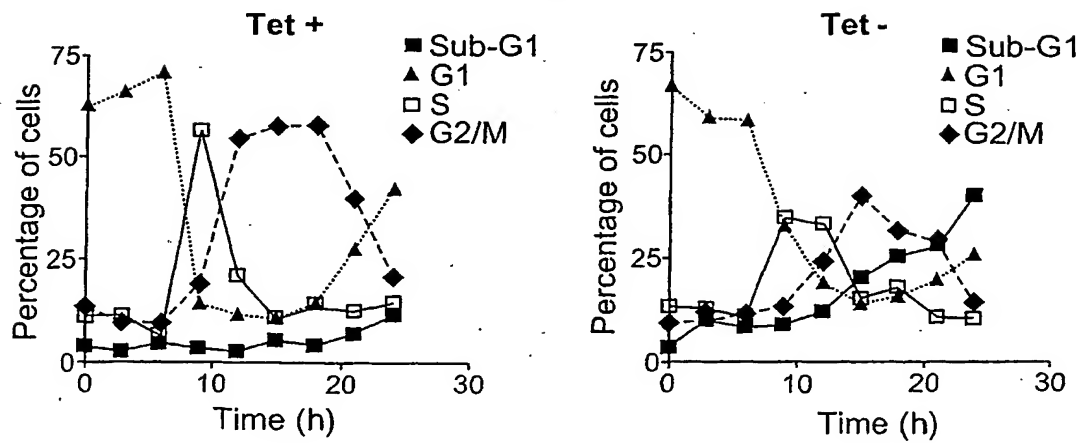 Tet +
Sub-G1
G1
S
G2/M
75
50
25
0
Percentage of cells
0
10
20
30
Time (h)
Tet -
Sub-G1
G1
S
G2/M
75
50
25
0
Percentage of cells
0
10
20
30
Time (h)